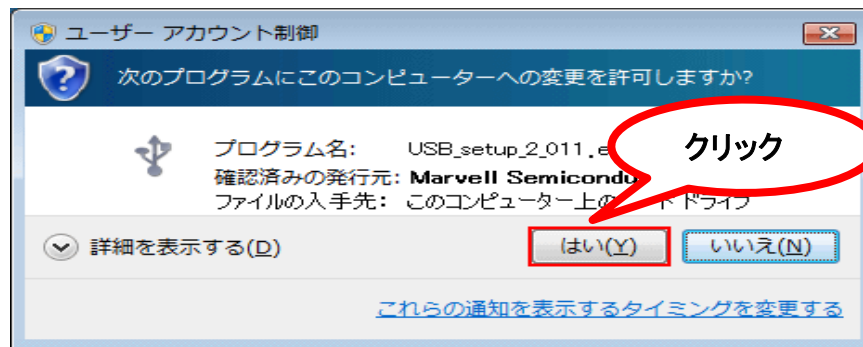 ユーザー アカウント制御
次のプログラムにこのコンピューターへの変更を許可しますか?
プログラム名: USB_setup_2_011.e
クリック
確認済みの発行元: Marvell Semicondu
ファイルの入手先: このコンピューター上の ト ドライブ
詳細を表示する(D)
はい(Y)
いいえ(N)
これらの通知を表示するタイミングを変更する